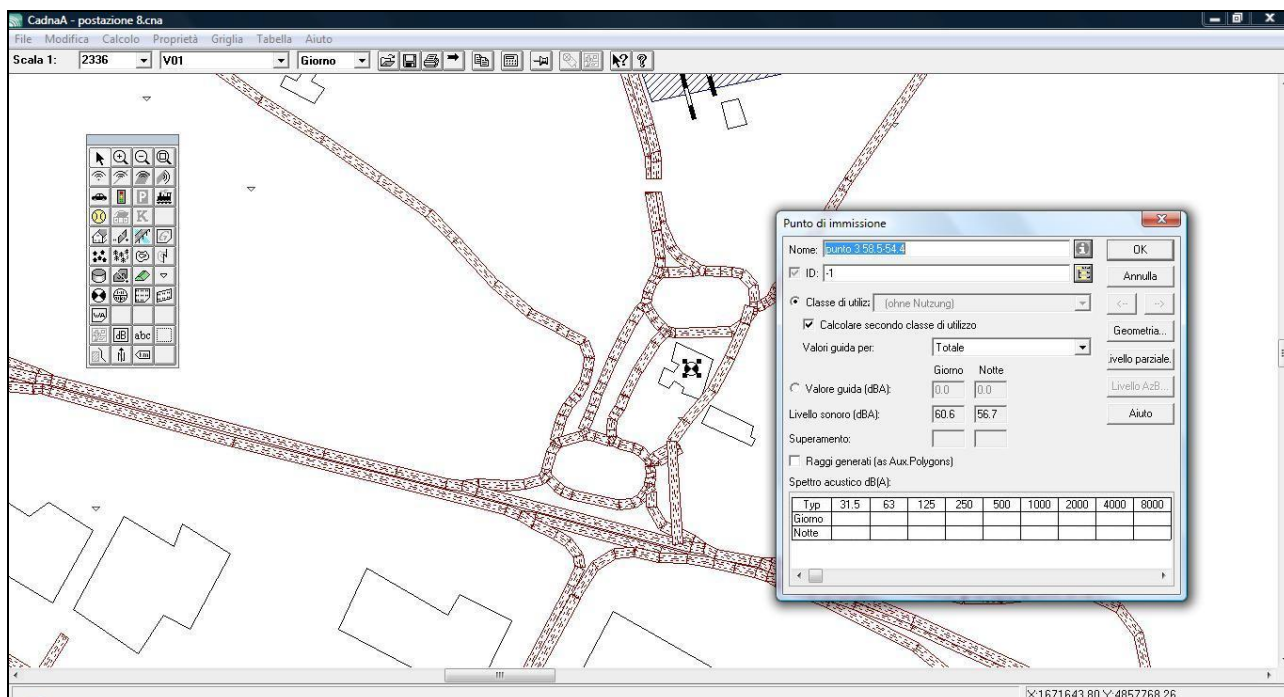 CadnaA - postazione 8.cna
File Modifica Calcolo Proprietà Griglia Tabella Aiuto
Scala 1: 2336 V01 Giorno
P
K
dB abc
Punto di immissione
Nome: punto 3 58.5-54.4
OK
ID: -1
Annulla
Classe di utiliz: (ohne Nutzung)
<-- -->
Calcolare secondo classe di utilizzo
Geometria...
Valori guida per: Totale
ivello parziale.
Giorno Notte
Valore guida (dBA): 0.0 0.0
Livello AzB...
Livello sonoro (dBA): 60.6 56.7
Aiuto
Superamento:
Raggi generati (as Aux.Polygons)
Spettro acustico dB(A):
Typ 31.5 63 125 250 500 1000 2000 4000 8000
Giorno
Notte
X:1671643.80 Y:4857769.26